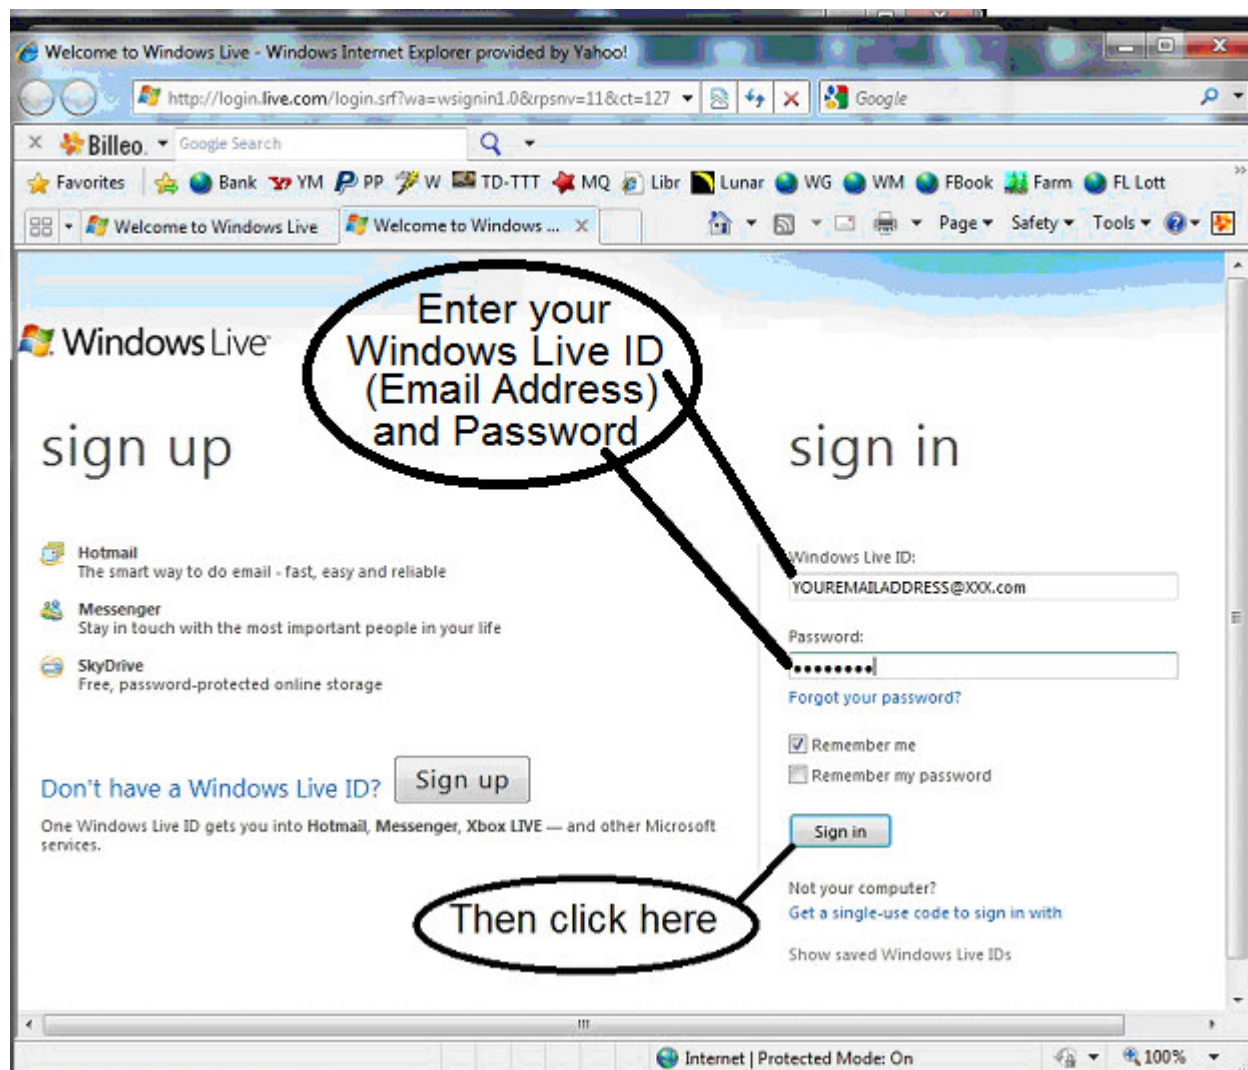 Welcome to Windows Live - Windows Internet Explorer provided by Yahoo!
http://login.live.com/login.srf?wa=wsignin1.0&rpsnv=11&ct=127
Google
Billeo. Google Search
Favorites Bank YM PP W TD-TTT MQ Libr Lunar WG WM FBook Farm FL Lott
Welcome to Windows Live Welcome to Windows ... Page Safety Tools
Enter your
Windows Live ID
(Email Address)
and Password
Windows Live
sign up
sign in
Hotmail
The smart way to do email - fast, easy and reliable
Messenger
Stay in touch with the most important people in your life
SkyDrive
Free, password-protected online storage
Don't have a Windows Live ID? Sign up
One Windows Live ID gets you into Hotmail, Messenger, Xbox LIVE — and other Microsoft
services.
Windows Live ID:
YOUREMAILADDRESS@XXX.com
Password:
••••••••
Forgot your password?
Remember me
Remember my password
Sign in
Then click here
Not your computer?
Get a single-use code to sign in with
Show saved Windows Live IDs
Internet | Protected Mode: On 100%